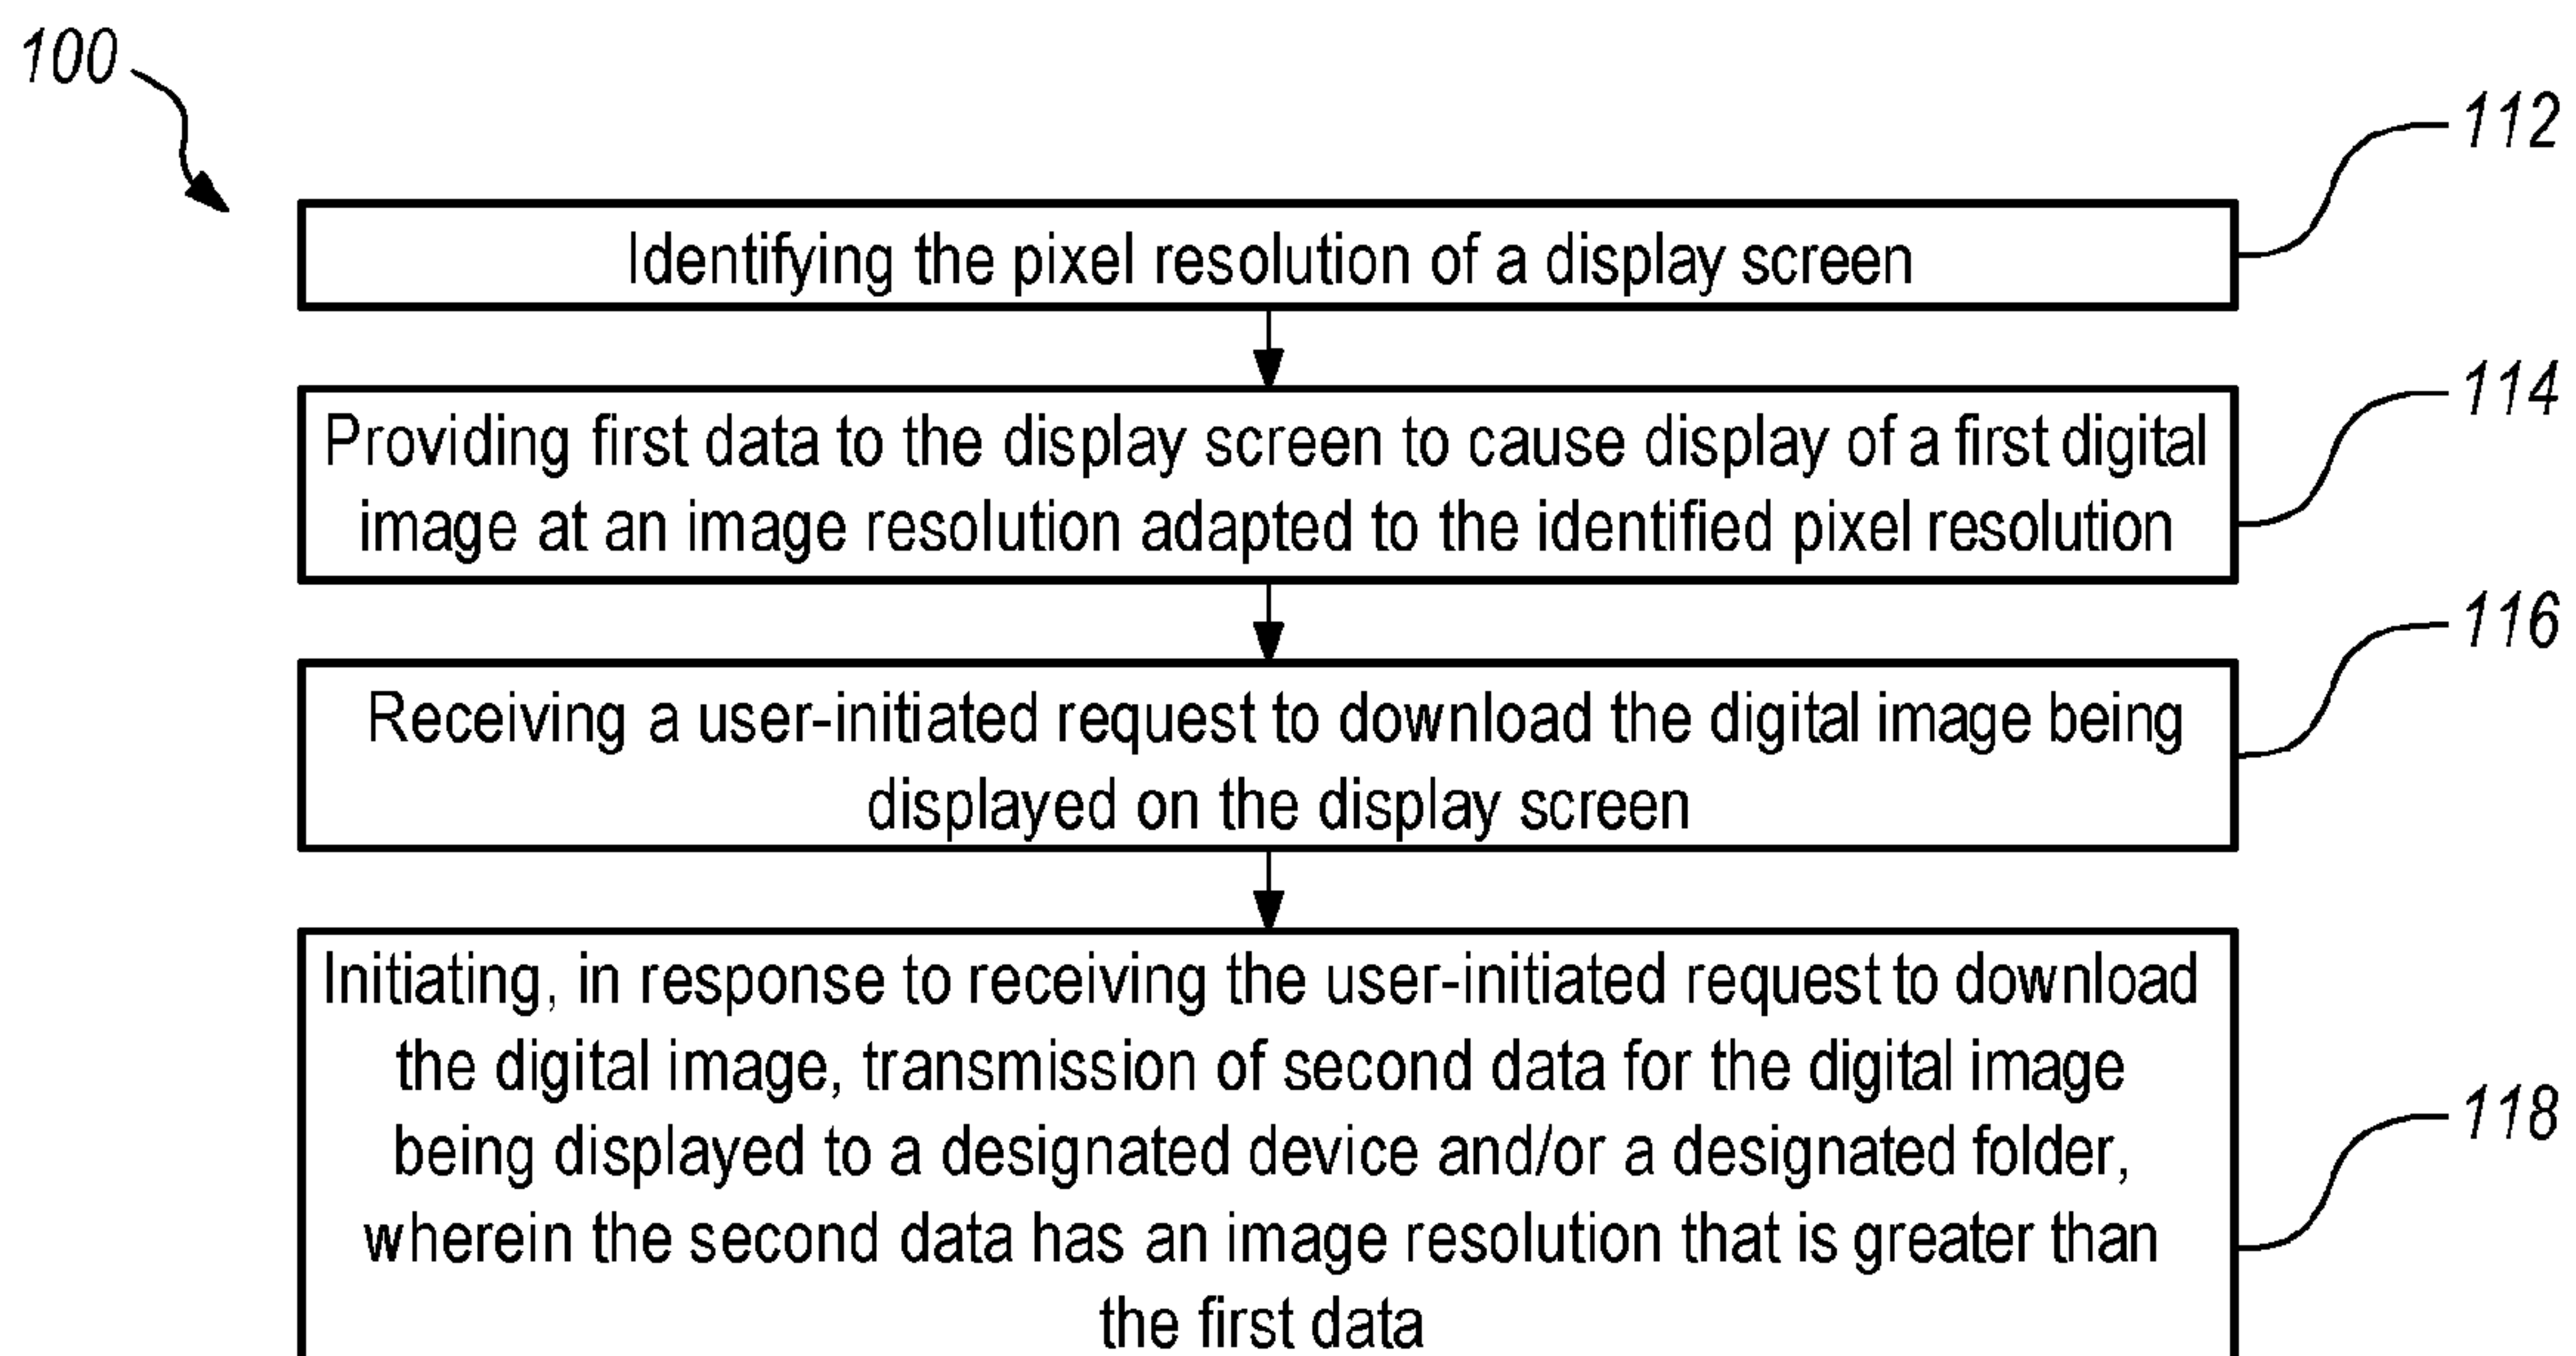 100
112
Identifying the pixel resolution of a display screen
114
Providing first data to the display screen to cause display of a first digital
image at an image resolution adapted to the identified pixel resolution
116
Receiving a user-initiated request to download the digital image being
displayed on the display screen
Initiating, in response to receiving the user-initiated request to download
the digital image, transmission of second data for the digital image
being displayed to a designated device and/or a designated folder,
wherein the second data has an image resolution that is greater than
the first data
118